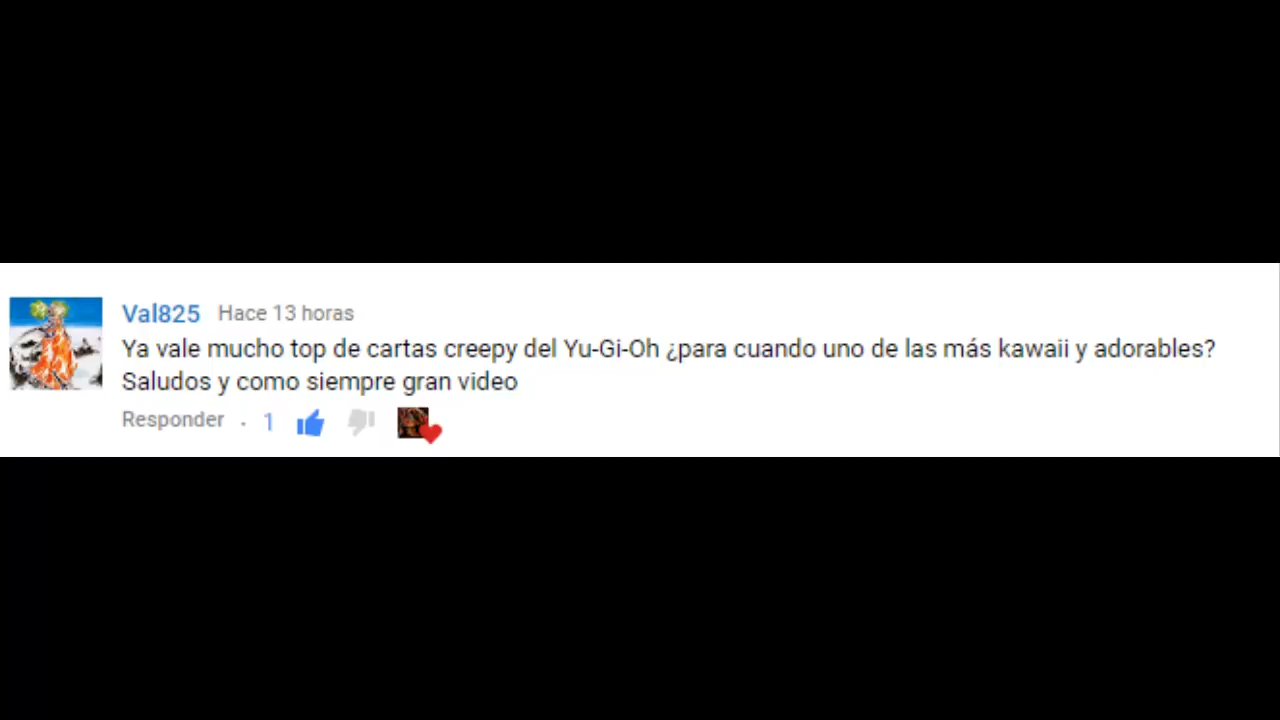 Val825 Hace 13 horas
Ya vale mucho top de cartas creepy del Yu-Gi-Oh ¿para cuando uno de las más kawaii y adorables?
Saludos y como siempre gran video
Responder . 1